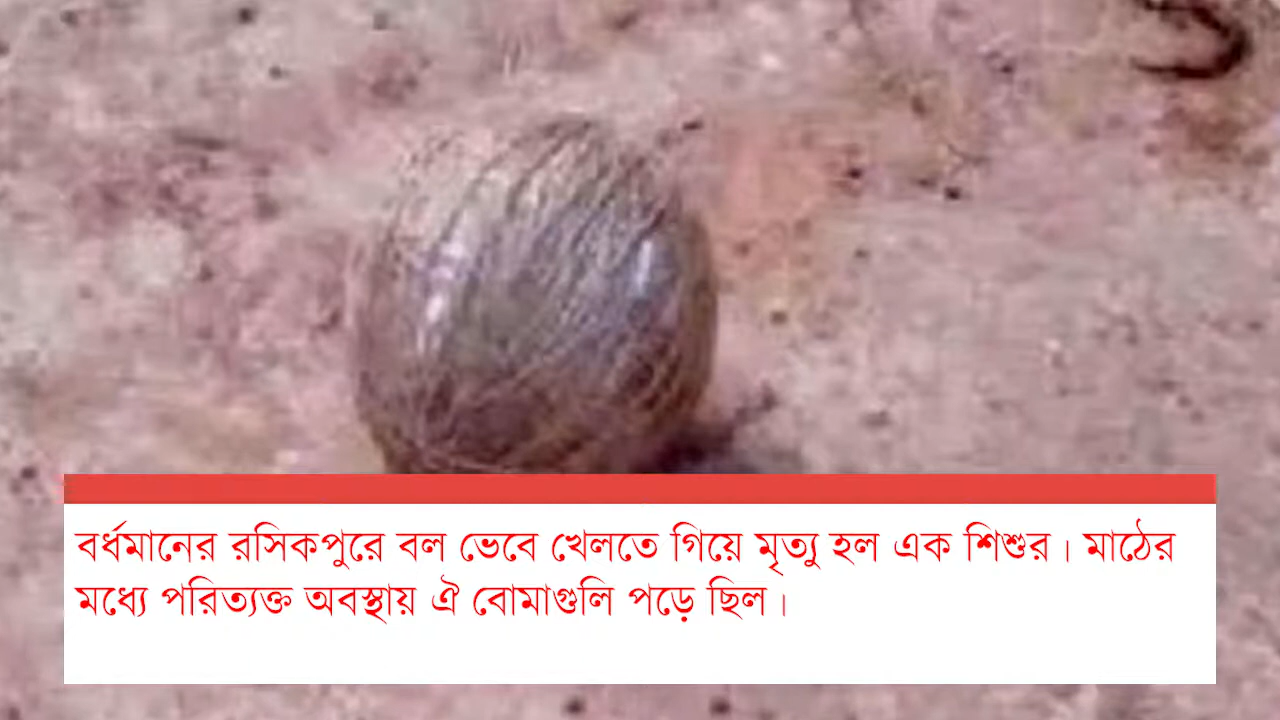 বর্ধমানের রসিকপুরে বল ভেবে খেলতে গিয়ে মৃত্যু হল এক শিশুর। মাঠের
মধ্যে পরিত্যক্ত অবস্থায় ঐ বোমাগুলি পড়ে ছিল।